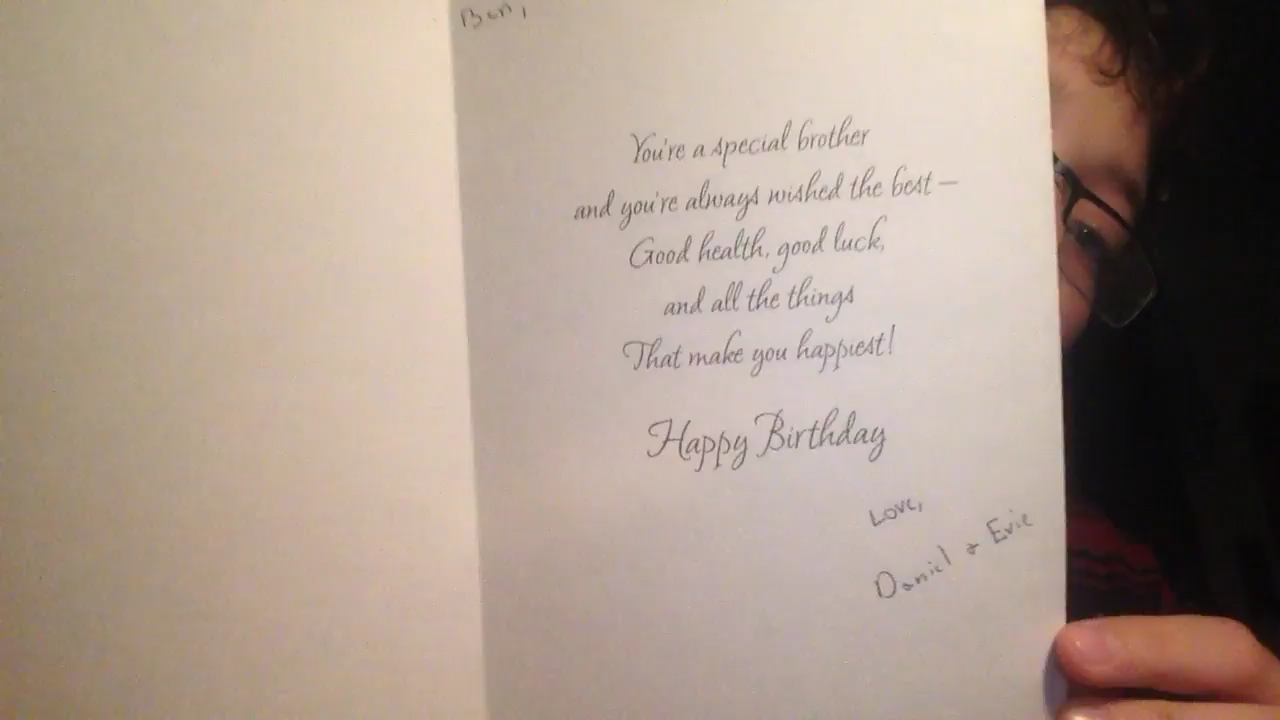 Ben,
You're a special brother
and you're always wished the best —
Good health, good luck,
and all the things
That make you happiest!
Happy Birthday
Love,
Daniel & Evie